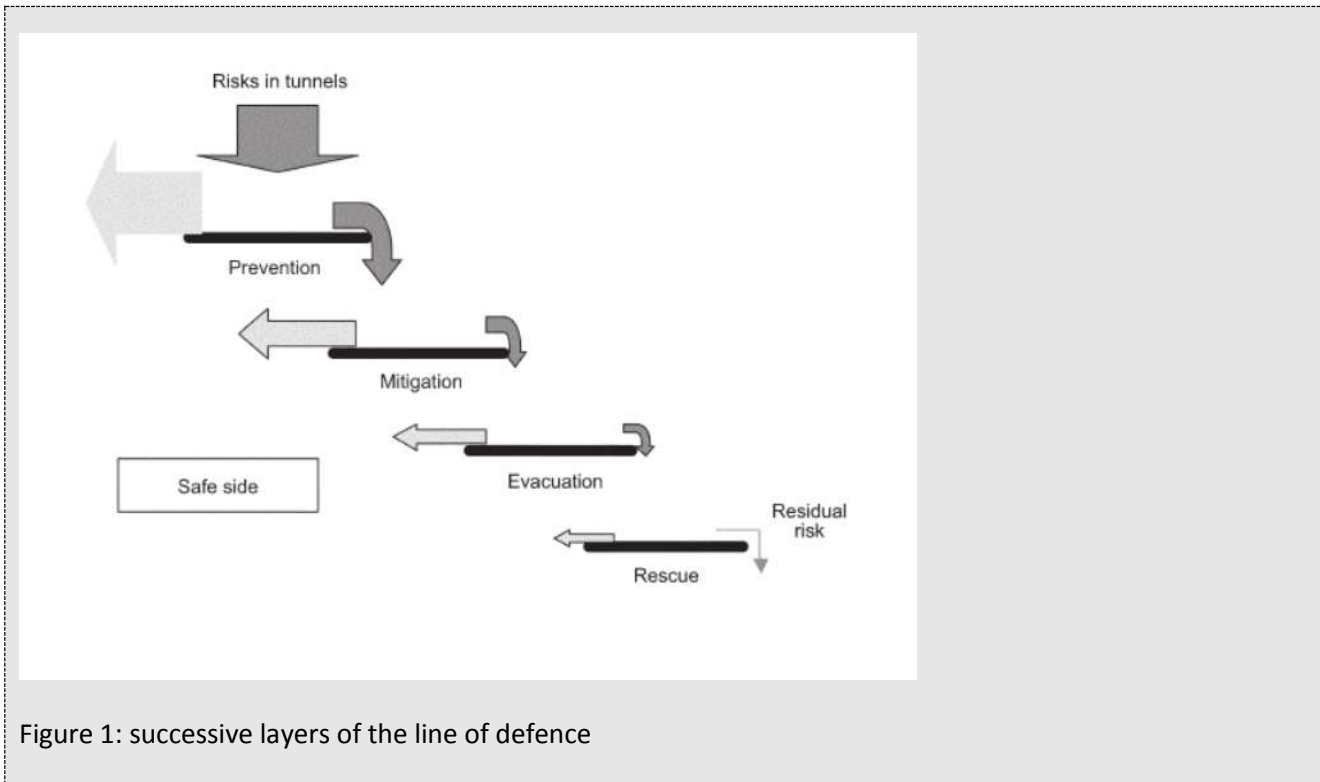 Risks in tunnels
Prevention
Mitigation
Evacuation
Safe side
Residual
risk
Rescue
Figure 1: successive layers of the line of defence